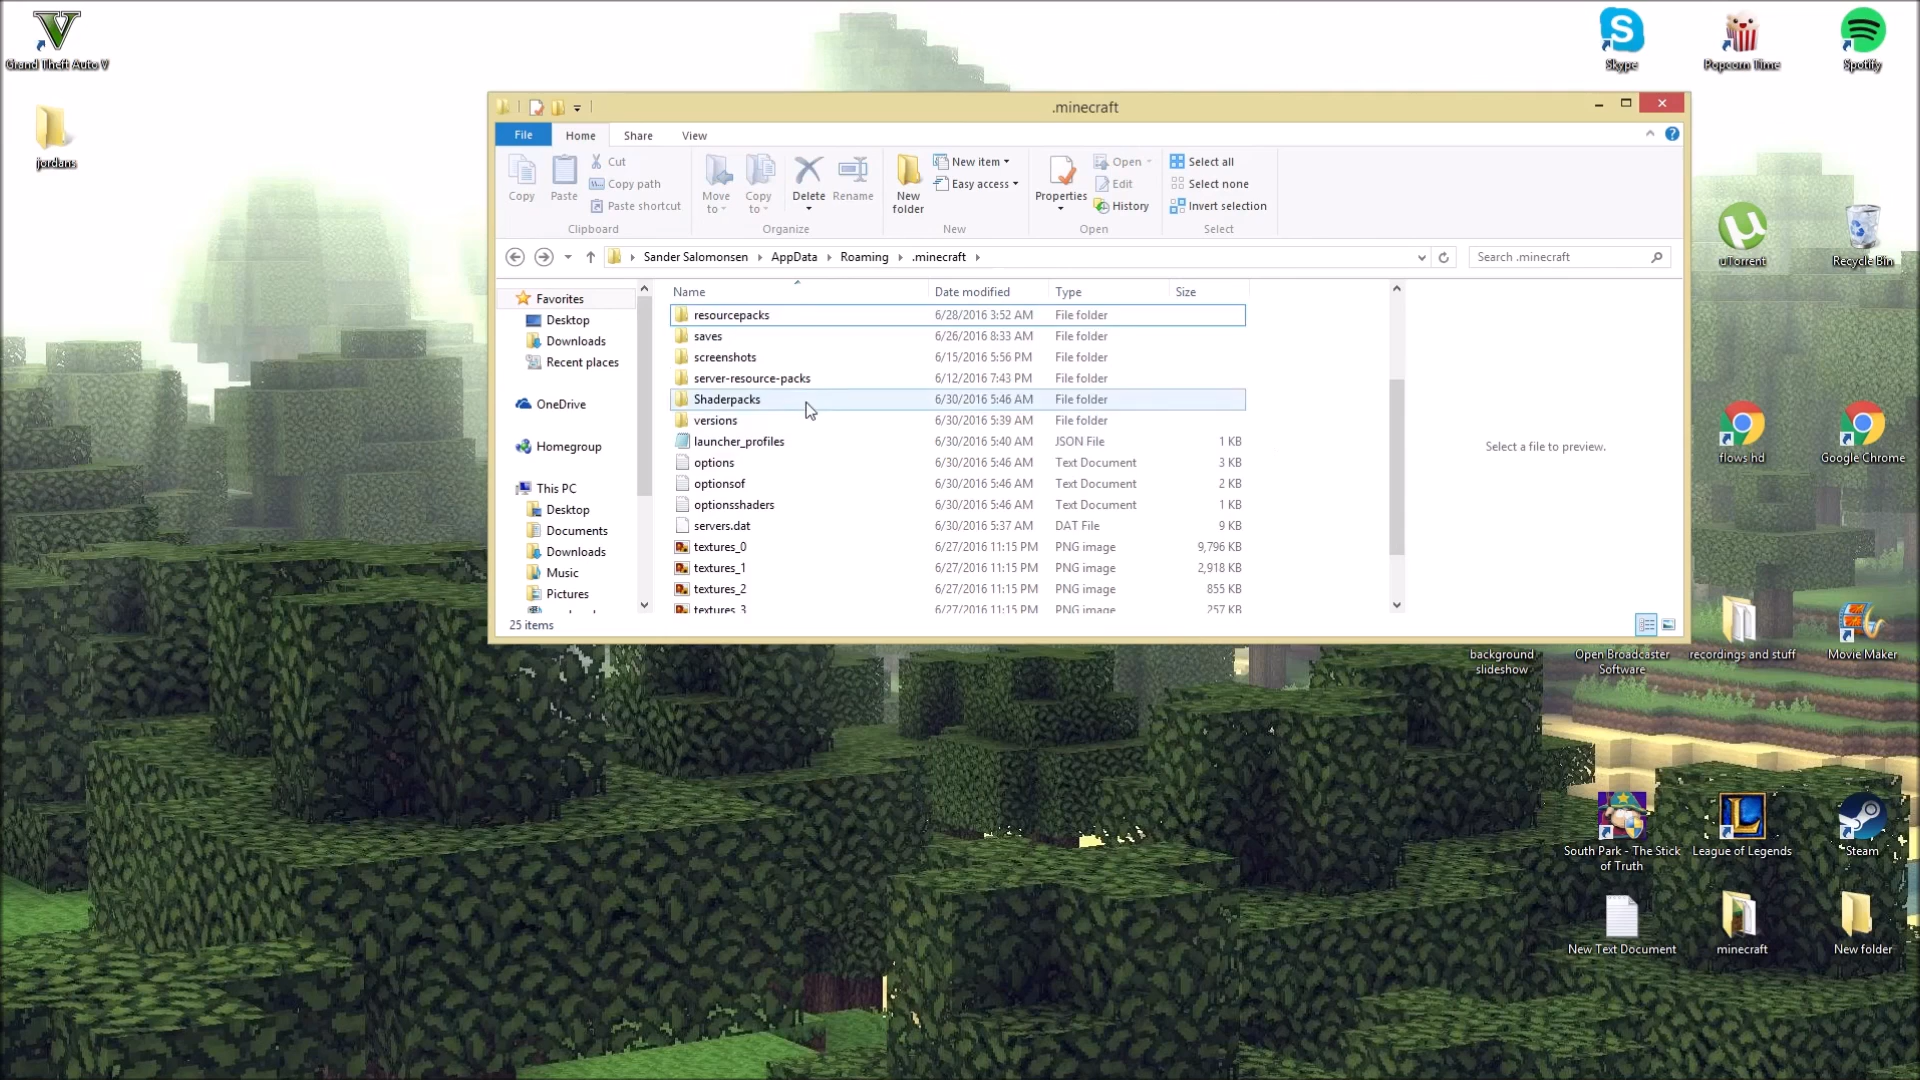 Grand Theft Auto V
jordans
Skype
Popcorn Time
Spotify
.minecraft
File
Home
Share
View
Copy
Paste
Cut
Copy path
Paste shortcut
Clipboard
Move to
Copy to
Delete
Rename
Organize
New folder
New item
Easy access
New
Properties
Open
Edit
History
Open
Select all
Select none
Invert selection
Select
Sander Salomonsen
AppData
Roaming
.minecraft
Search .minecraft
Favorites
Desktop
Downloads
Recent places
OneDrive
Homegroup
This PC
Desktop
Documents
Downloads
Music
Pictures
Name Date modified Type Size
resourcepacks 6/28/2016 3:52 AM File folder
saves 6/26/2016 8:33 AM File folder
screenshots 6/15/2016 5:56 PM File folder
server-resource-packs 6/12/2016 7:43 PM File folder
Shaderpacks 6/30/2016 5:46 AM File folder
versions 6/30/2016 5:39 AM File folder
launcher_profiles 6/30/2016 5:40 AM JSON File 1 KB
options 6/30/2016 5:46 AM Text Document 3 KB
optionsof 6/30/2016 5:46 AM Text Document 2 KB
optionsshaders 6/30/2016 5:46 AM Text Document 1 KB
servers.dat 6/30/2016 5:37 AM DAT File 9 KB
textures_0 6/27/2016 11:15 PM PNG image 9,796 KB
textures_1 6/27/2016 11:15 PM PNG image 2,918 KB
textures_2 6/27/2016 11:15 PM PNG image 855 KB
textures_3 6/27/2016 11:15 PM PNG image 257 KB
Select a file to preview.
25 items
uTorrent
Recycle Bin
flows hd
Google Chrome
background
slideshow
Open Broadcaster
Software
recordings and stuff
Movie Maker
South Park - The Stick
of Truth
League of Legends
Steam
New Text Document
minecraft
New folder